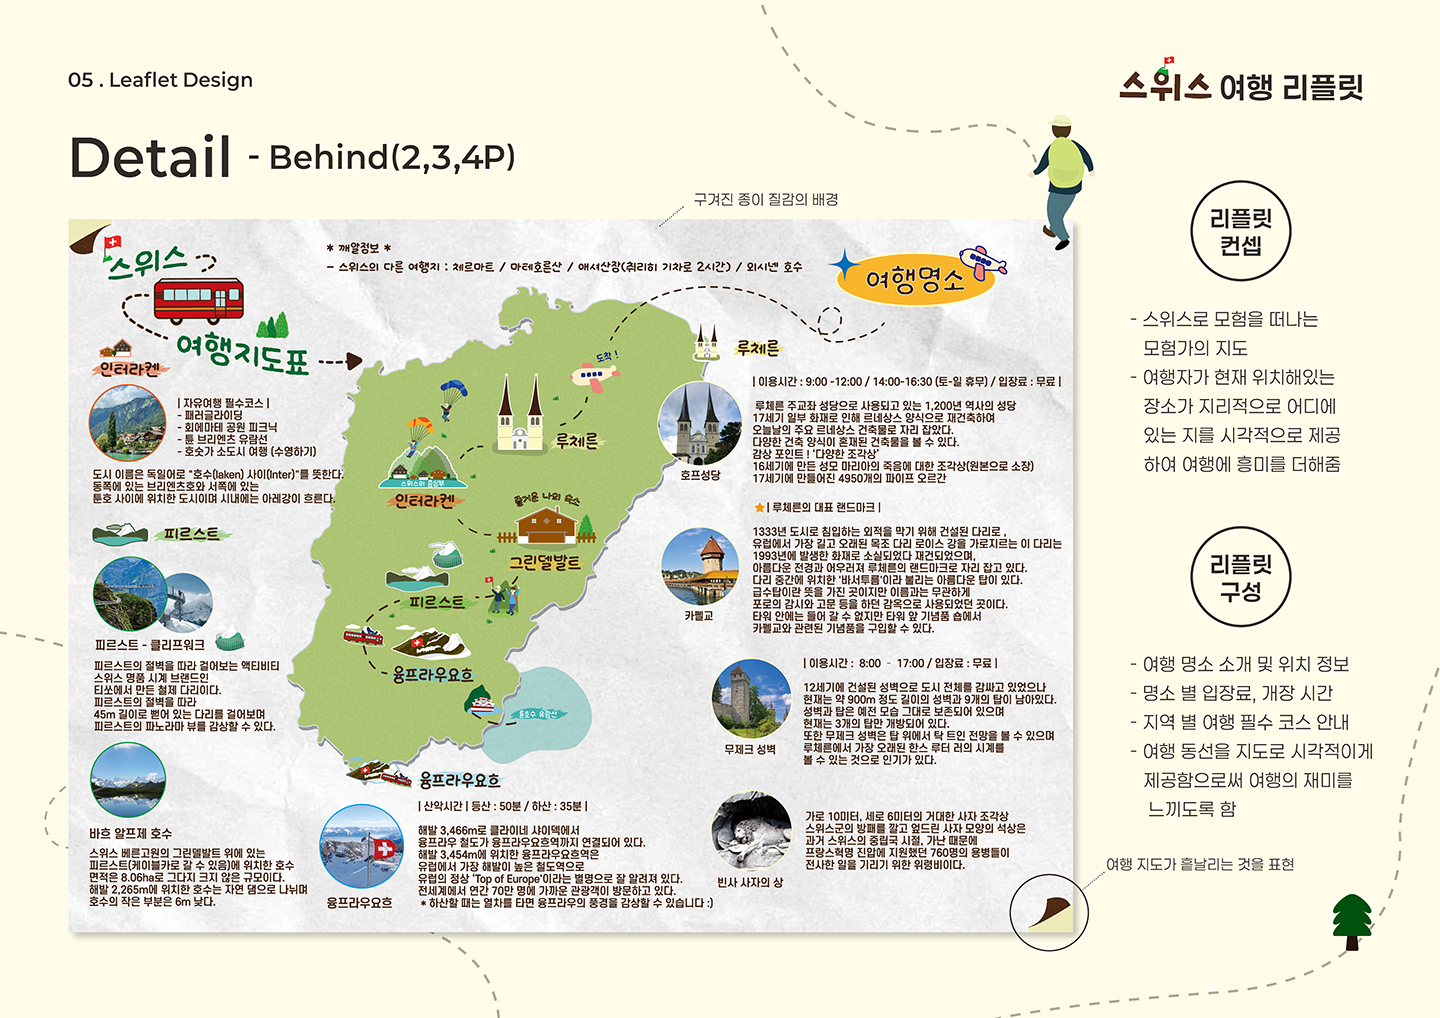 05 . Leaflet Design
스위스 여행 리플릿
Detail - Behind(2,3,4P)
구겨진 종이 질감의 배경
스위스
여행지도표
* 깨알정보 *
- 스위스의 다른 여행지 : 체르마트 / 마테호른산 / 애셔산장(취리히 기차로 2시간) / 외시넨 호수
여행명소
인터라켄
| 자유여행 필수코스 |
- 패러글라이딩
- 회에마테 공원 피크닉
- 튠 브리엔츠 유람선
- 호숫가 소도시 여행 (수영하기)
도시 이름은 독일어로 "호수(laken) 사이(Inter)"를 뜻한다.
동쪽에 있는 브리엔츠호와 서쪽에 있는
튠호 사이에 위치한 도시이며 시내에는 아레강이 흐른다.
피르스트
피르스트 - 클리프워크
피르스트의 절벽을 따라 걸어보는 액티비티
스위스 명품 시계 브랜드인
티쏘에서 만든 철제 다리이다.
피르스트의 절벽을 따라
45m 길이로 뻗어 있는 다리를 걸어보며
피르스트의 파노라마 뷰를 감상할 수 있다.
바흐 알프제 호수
스위스 베른고원의 그린델발트 위에 있는
피르스트(케이블카로 갈 수 있음)에 위치한 호수
면적은 8.06ha로 그다지 크지 않은 규모이다.
해발 2,265m에 위치한 호수는 자연 댐으로 나뉘며
호수의 작은 부분은 6m 낮다.
도착 !
루체른
스위스의 중심부
인터라켄
즐거운 나의 숙소
그린델발트
피르스트
융프라우요흐
튠호수 유람선
융프라우요흐
| 산악시간 | 등산 : 50분 / 하산 : 35분 |
해발 3,466m로 클라이네 샤이덱에서
융프라우 철도가 융프라우요흐역까지 연결되어 있다.
해발 3,454m에 위치한 융프라우요흐역은
유럽에서 가장 해발이 높은 철도역으로
유럽의 정상 'Top of Europe'이라는 별명으로 잘 알려져 있다.
전세계에서 연간 70만 명에 가까운 관광객이 방문하고 있다.
* 하산할 때는 열차를 타면 융프라우의 풍경을 감상할 수 있습니다 :)
융프라우요흐
루체른
| 이용시간 : 9:00 -12:00 / 14:00-16:30 (토-일 휴무) / 입장료 : 무료 |
루체른 주교좌 성당으로 사용되고 있는 1,200년 역사의 성당
17세기 일부 화재로 인해 르네상스 양식으로 재건축하여
오늘날의 주요 르네상스 건축물로 자리 잡았다.
다양한 건축 양식이 혼재된 건축물을 볼 수 있다.
감상 포인트 ! '다양한 조각상'
16세기에 만든 성모 마리아의 죽음에 대한 조각상(원본으로 소장)
17세기에 만들어진 4950개의 파이프 오르간
호프성당
| 루체른의 대표 랜드마크 |
1333년 도시로 침입하는 외적을 막기 위해 건설된 다리로 ,
유럽에서 가장 길고 오래된 목조 다리 로이스 강을 가로지르는 이 다리는
1993년에 발생한 화재로 소실되었다 재건되었으며,
아름다운 전경과 어우러져 루체른의 랜드마크로 자리 잡고 있다.
다리 중간에 위치한 '바서투름'이라 불리는 아름다운 탑이 있다.
급수탑이란 뜻을 가진 곳이지만 이름과는 무관하게
포로의 감시와 고문 등을 하던 감옥으로 사용되었던 곳이다.
타워 안에는 들어 갈 수 없지만 타워 앞 기념품 숍에서
카펠교와 관련된 기념품을 구입할 수 있다.
카펠교
| 이용시간 : 8:00 - 17:00 / 입장료 : 무료 |
12세기에 건설된 성벽으로 도시 전체를 감싸고 있었으나
현재는 약 900m 정도 길이의 성벽과 9개의 탑이 남아있다.
성벽과 탑은 예전 모습 그대로 보존되어 있으며
현재는 3개의 탑만 개방되어 있다.
또한 무제크 성벽은 탑 위에서 탁 트인 전망을 볼 수 있으며
루체른에서 가장 오래된 한스 루터 러의 시계를
볼 수 있는 것으로 인기가 있다.
무제크 성벽
가로 10미터, 세로 6미터의 거대한 사자 조각상
스위스군의 방패를 깔고 엎드린 사자 모양의 석상은
과거 스위스의 중립국 시절, 가난 때문에
프랑스혁명 진압에 지원했던 760명의 용병들이
전사한 일을 기리기 위한 위령비이다.
빈사 사자의 상
리플릿
컨셉
- 스위스로 모험을 떠나는
모험가의 지도
- 여행자가 현재 위치해있는
장소가 지리적으로 어디에
있는 지를 시각적으로 제공
하여 여행에 흥미를 더해줌
리플릿
구성
- 여행 명소 소개 및 위치 정보
- 명소 별 입장료, 개장 시간
- 지역 별 여행 필수 코스 안내
- 여행 동선을 지도로 시각적이게
제공함으로써 여행의 재미를
느끼도록 함
여행 지도가 흩날리는 것을 표현